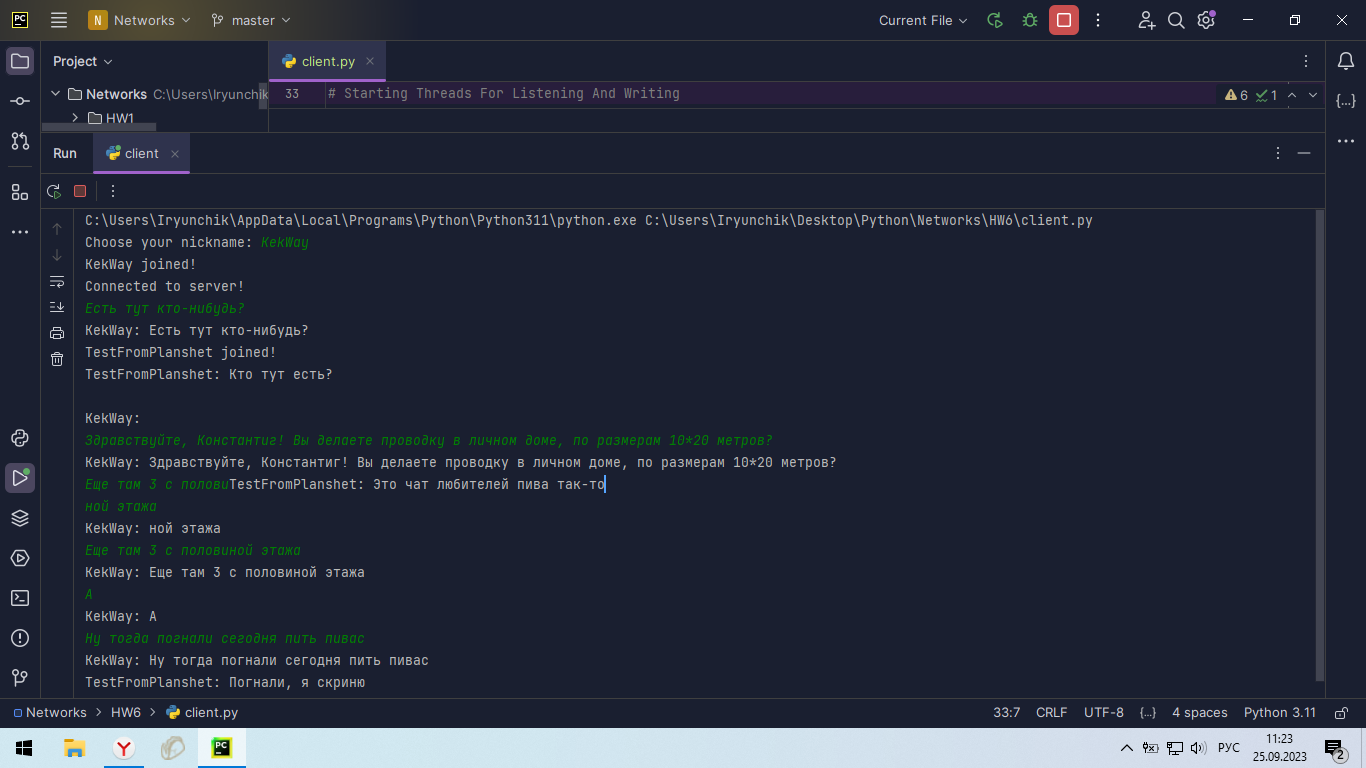 PC
N Networks master Current File
Project
client.py
Networks C:\Users\Iryunchik
33 # Starting Threads For Listening And Writing 6 1
HW1
Run client
C:\Users\Iryunchik\AppData\Local\Programs\Python\Python311\python.exe C:\Users\Iryunchik\Desktop\Python\Networks\HW6\client.py
Choose your nickname: KekWay
KekWay joined!
Connected to server!
Есть тут кто-нибудь?
KekWay: Есть тут кто-нибудь?
TestFromPlanshet joined!
TestFromPlanshet: Кто тут есть?
KekWay:
Здравствуйте, Константиг! Вы делаете проводку в личном доме, по размерам 10*20 метров?
KekWay: Здравствуйте, Константиг! Вы делаете проводку в личном доме, по размерам 10*20 метров?
Еще там 3 с половиTestFromPlanshet: Это чат любителей пива так-то
ной этажа
KekWay: ной этажа
Еще там 3 с половиной этажа
KekWay: Еще там 3 с половиной этажа
А
KekWay: А
Ну тогда погнали сегодня пить пивас
KekWay: Ну тогда погнали сегодня пить пивас
TestFromPlanshet: Погнали, я скриню
Networks > HW6 > client.py 33:7 CRLF UTF-8 {...} 4 spaces Python 3.11
PC РУС 11:23
25.09.2023 2